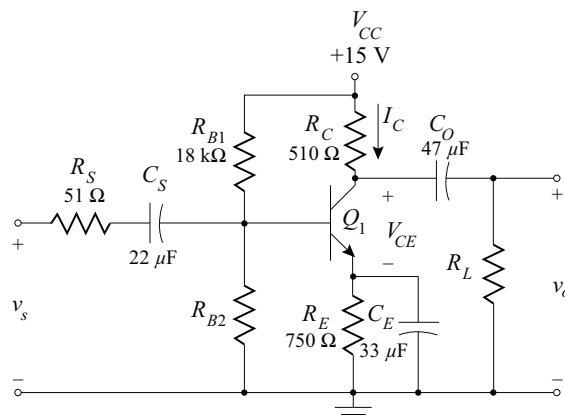 V_CC
+15 V
R_B1
18 kΩ
R_C
510 Ω
I_C
C_O
47 µF
R_S
51 Ω
C_S
22 µF
+
Q_1
V_CE
−
+
v_s
−
R_B2
R_E
750 Ω
C_E
33 µF
R_L
+
v_o
−